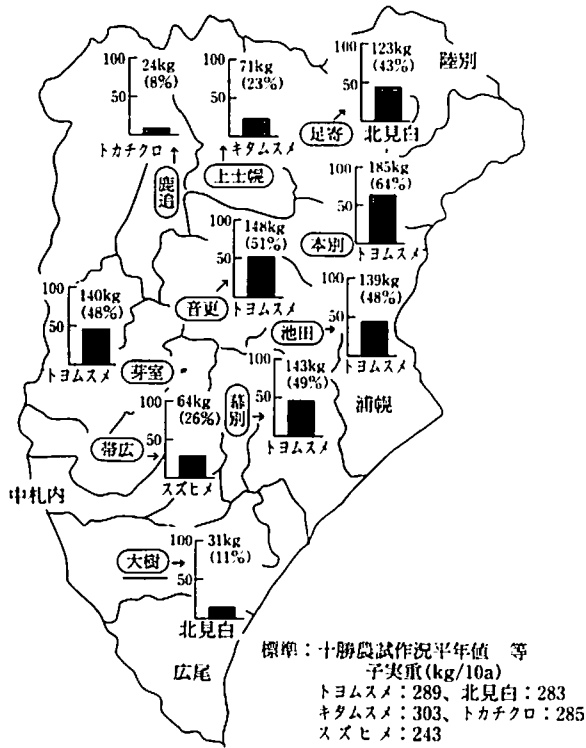 100
50
24kg
(8%)
トカチクロ
鹿追
100
50
71kg
(23%)
キタムスメ
上士幌
100
50
123kg
(43%)
北見白
足寄
陸別
100
50
185kg
(64%)
トヨムスメ
本別
100
50
148kg
(51%)
トヨムスメ
音更
100
50
139kg
(48%)
トヨムスメ
池田
100
50
140kg
(48%)
トヨムスメ
芽室
100
50
143kg
(49%)
トヨムスメ
幕別
浦幌
100
50
64kg
(26%)
スズヒメ
帯広
中札内
100
50
31kg
(11%)
北見白
大樹
広尾
標準：十勝農試作況平年値 等
子実重(kg/10a)
トヨムスメ：289、北見白：283
キタムスメ：303、トカチクロ：285
スズヒメ：243